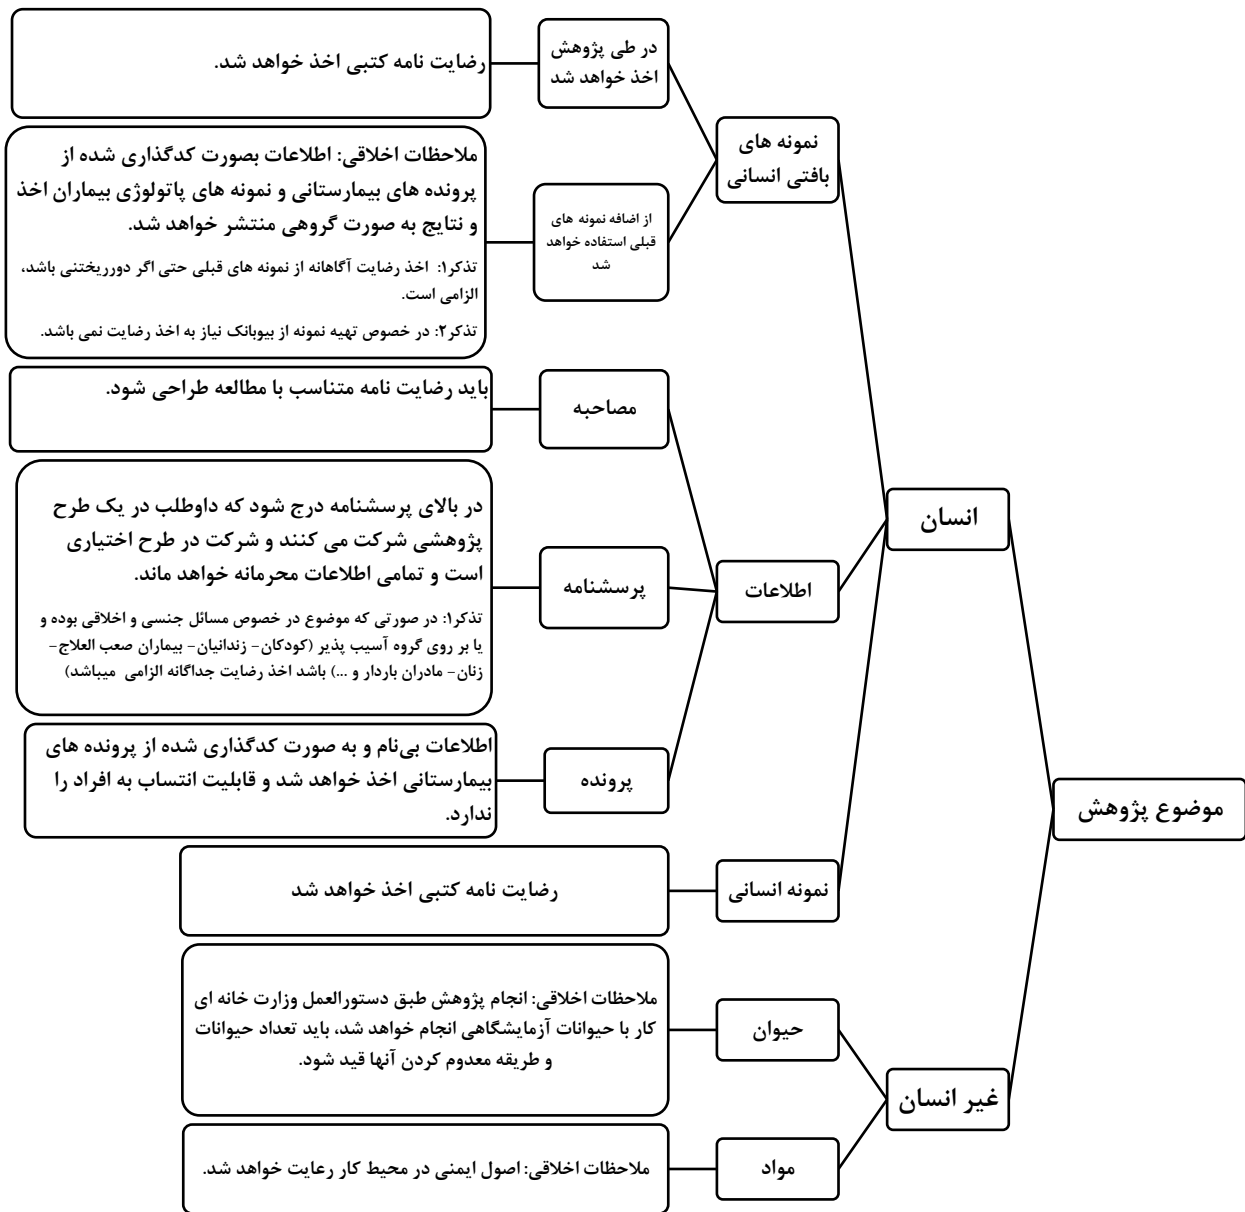 موضوع پژوهش
انسان
نمونه های
بافتی انسانی
در طی پژوهش
اخذ خواهد شد
رضایت نامه کتبی اخذ خواهد شد.
از اضافه نمونه های
قبلی استفاده خواهد
شد
ملاحظات اخلاقی: اطلاعات بصورت کدگذاری شده از
پرونده های بیمارستانی و نمونه های پاتولوژی بیماران اخذ
و نتایج به صورت گروهی منتشر خواهد شد.
تذکر۱: اخذ رضایت آگاهانه از نمونه های قبلی حتی اگر دورریختنی باشد،
الزامی است.
تذکر۲: در خصوص تهیه نمونه از بیوبانک نیاز به اخذ رضایت نمی باشد.
اطلاعات
مصاحبه
باید رضایت نامه متناسب با مطالعه طراحی شود.
پرسشنامه
در بالای پرسشنامه درج شود که داوطلب در یک طرح
پژوهشی شرکت می کنند و شرکت در طرح اختیاری
است و تمامی اطلاعات محرمانه خواهد ماند.
تذکر۱: در صورتی که موضوع در خصوص مسائل جنسی و اخلاقی بوده و
یا بر روی گروه آسیب پذیر (کودکان- زندانیان- بیماران صعب العلاج-
زنان- مادران باردار و ...) باشد اخذ رضایت جداگانه الزامی میباشد)
پرونده
اطلاعات بی‌نام و به صورت کدگذاری شده از پرونده های
بیمارستانی اخذ خواهد شد و قابلیت انتساب به افراد را
ندارد.
نمونه انسانی
رضایت نامه کتبی اخذ خواهد شد
غیر انسان
حیوان
ملاحظات اخلاقی: انجام پژوهش طبق دستورالعمل وزارت خانه ای
کار با حیوانات آزمایشگاهی انجام خواهد شد، باید تعداد حیوانات
و طریقه معدوم کردن آنها قید شود.
مواد
ملاحظات اخلاقی: اصول ایمنی در محیط کار رعایت خواهد شد.